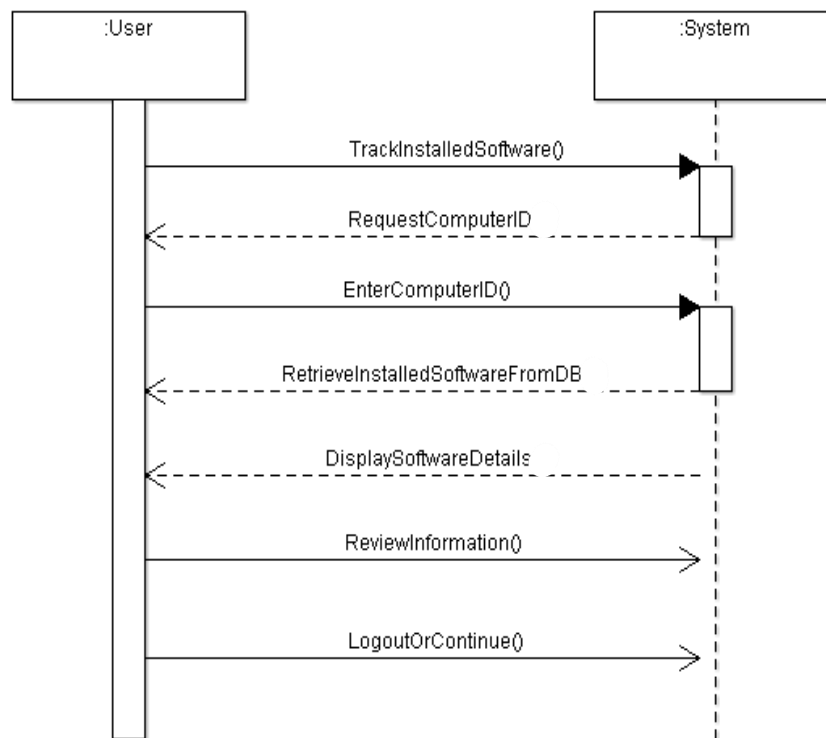 :User
:System
TrackInstalledSoftware()
RequestComputerID
EnterComputerID()
RetrieveInstalledSoftwareFromDB
DisplaySoftwareDetails
ReviewInformation()
LogoutOrContinue()